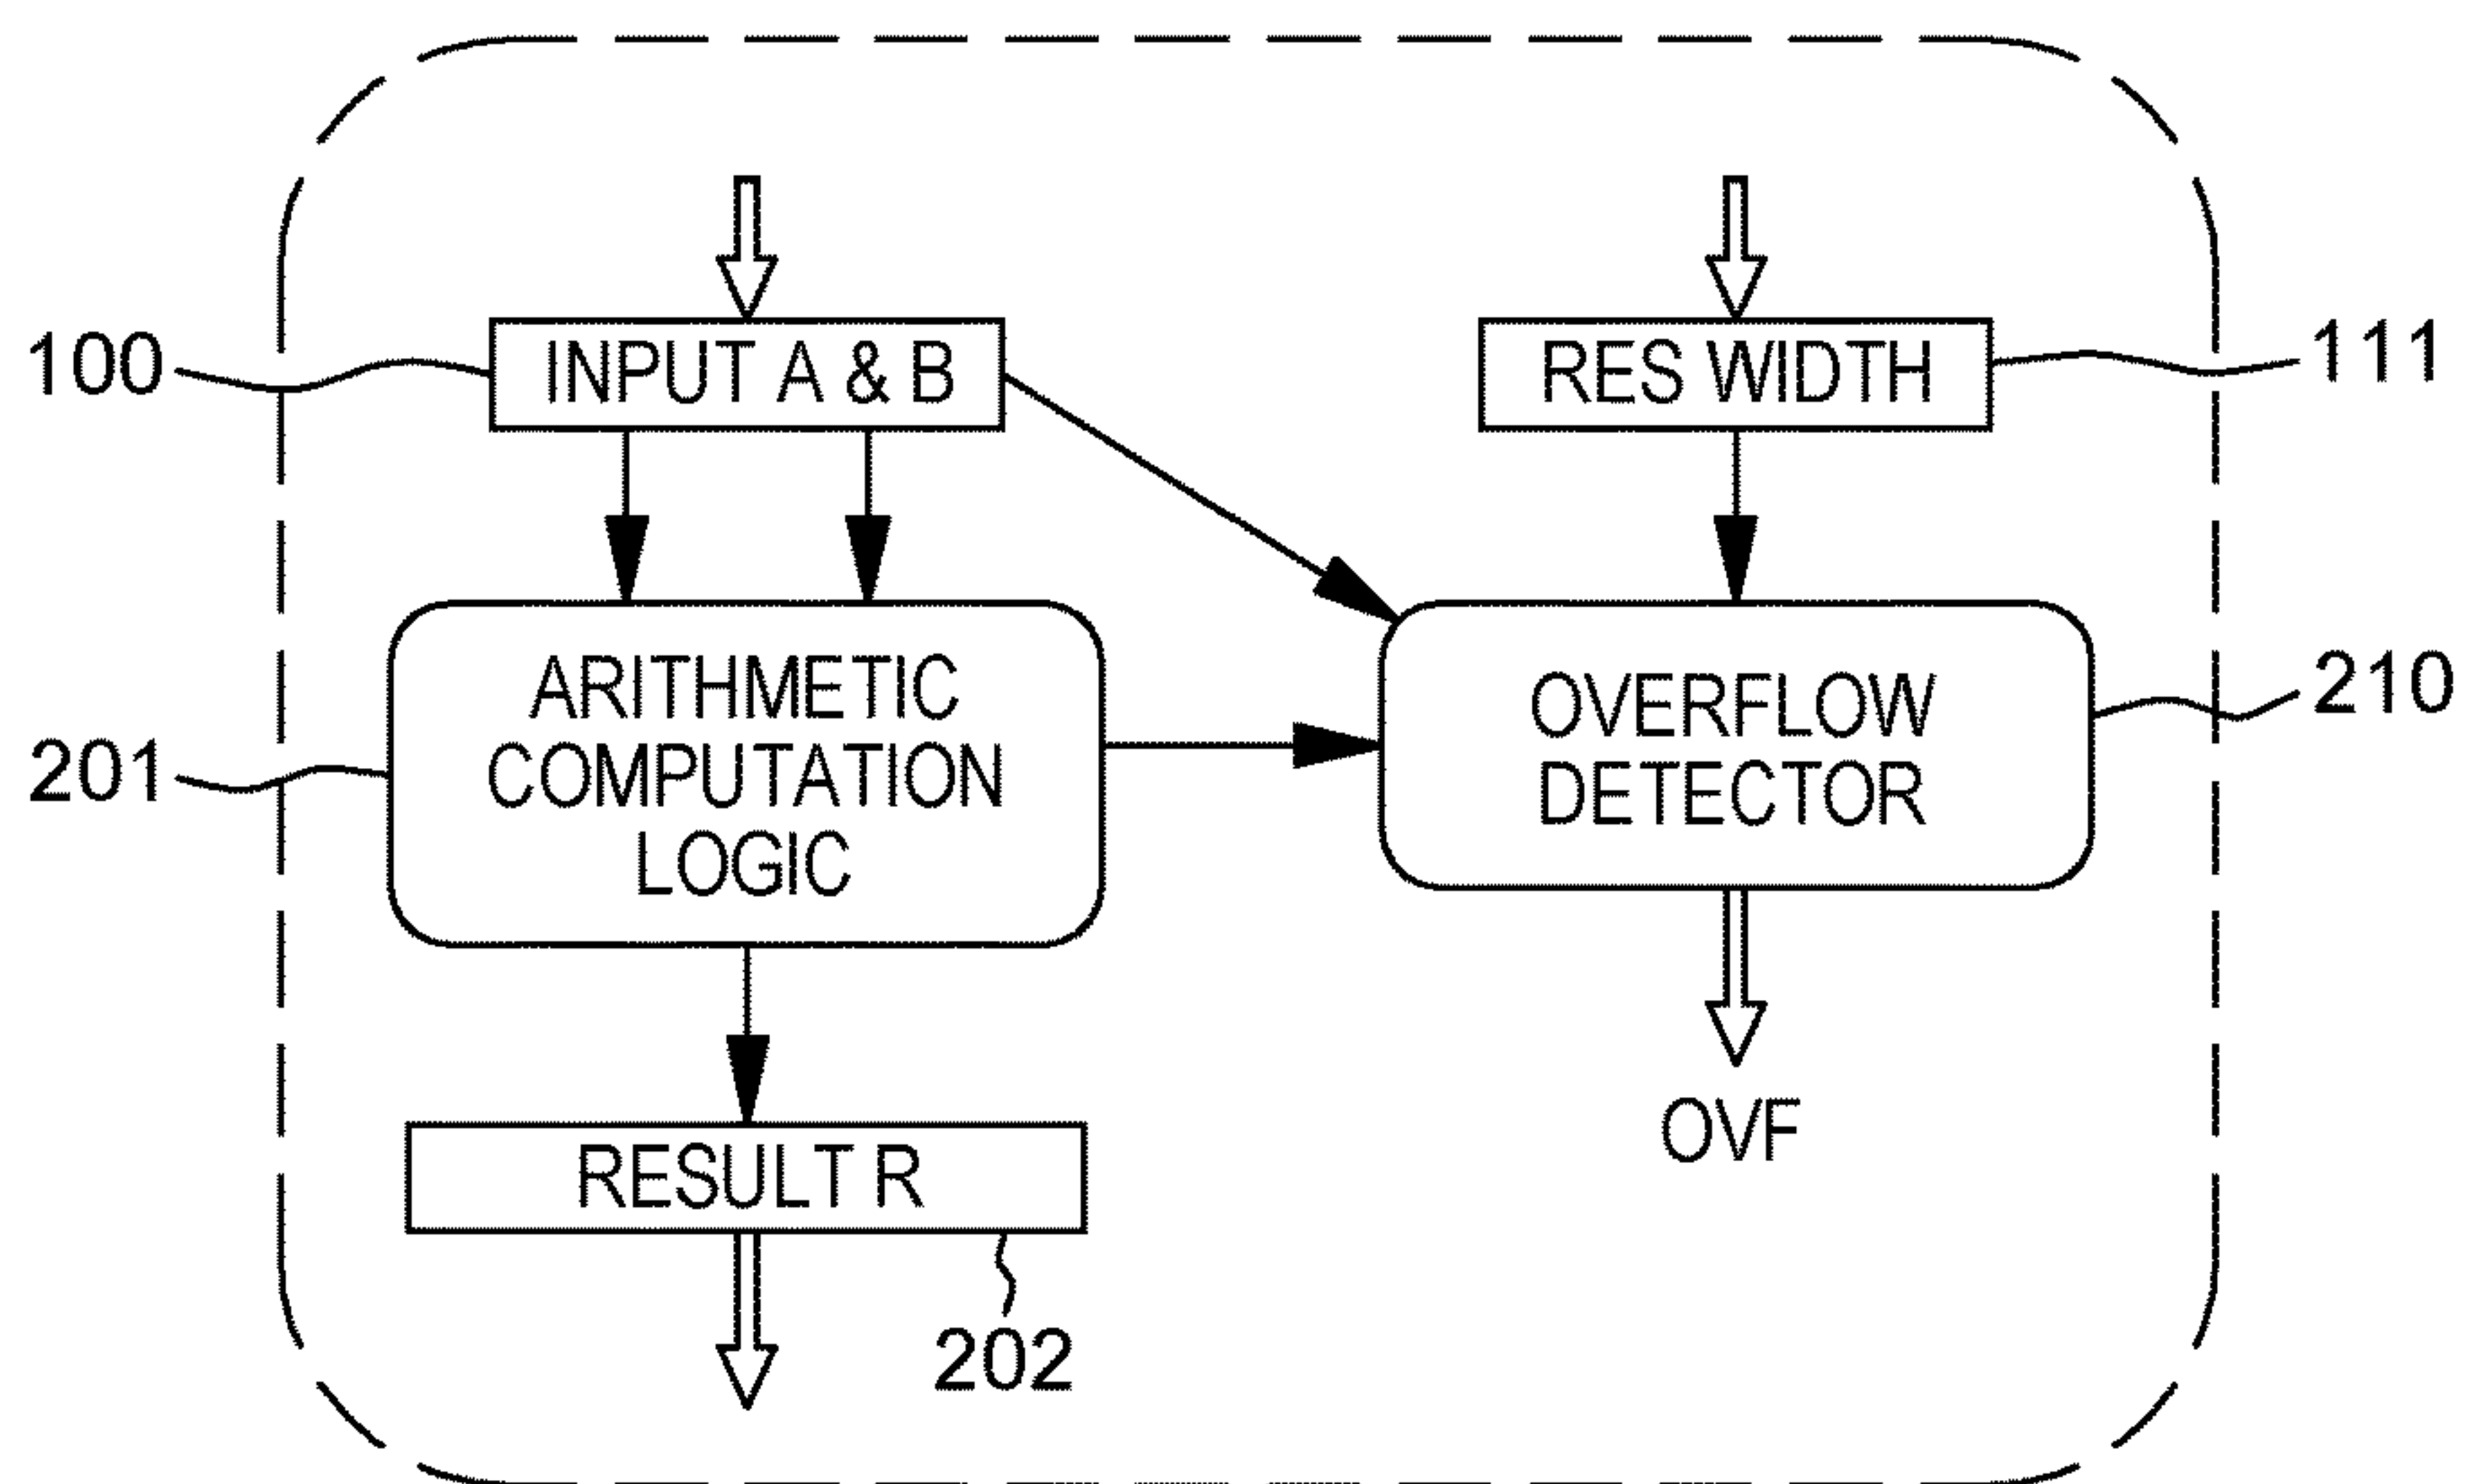 100
INPUT A & B
RES WIDTH
111
201
ARITHMETIC
COMPUTATION
LOGIC
OVERFLOW
DETECTOR
210
OVF
RESULT R
202